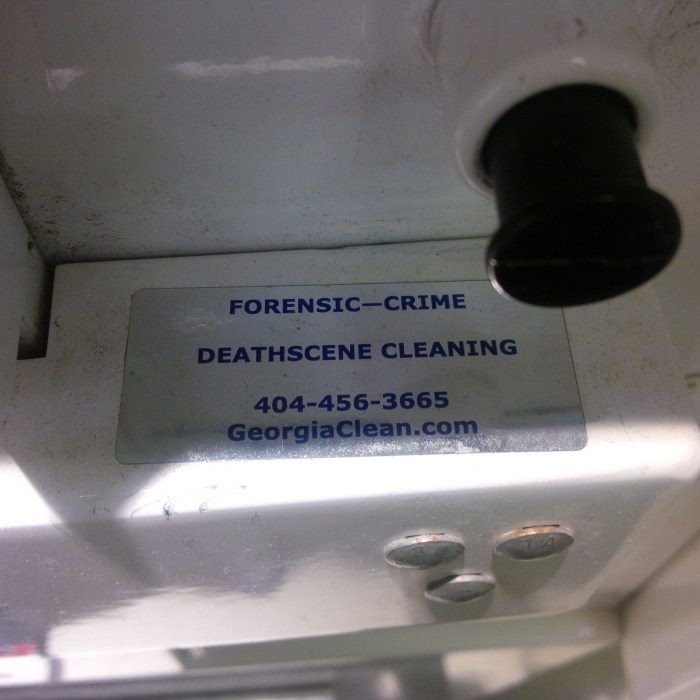 FORENSIC—CRIME
DEATHSCENE CLEANING
404-456-3665
GeorgiaClean.com